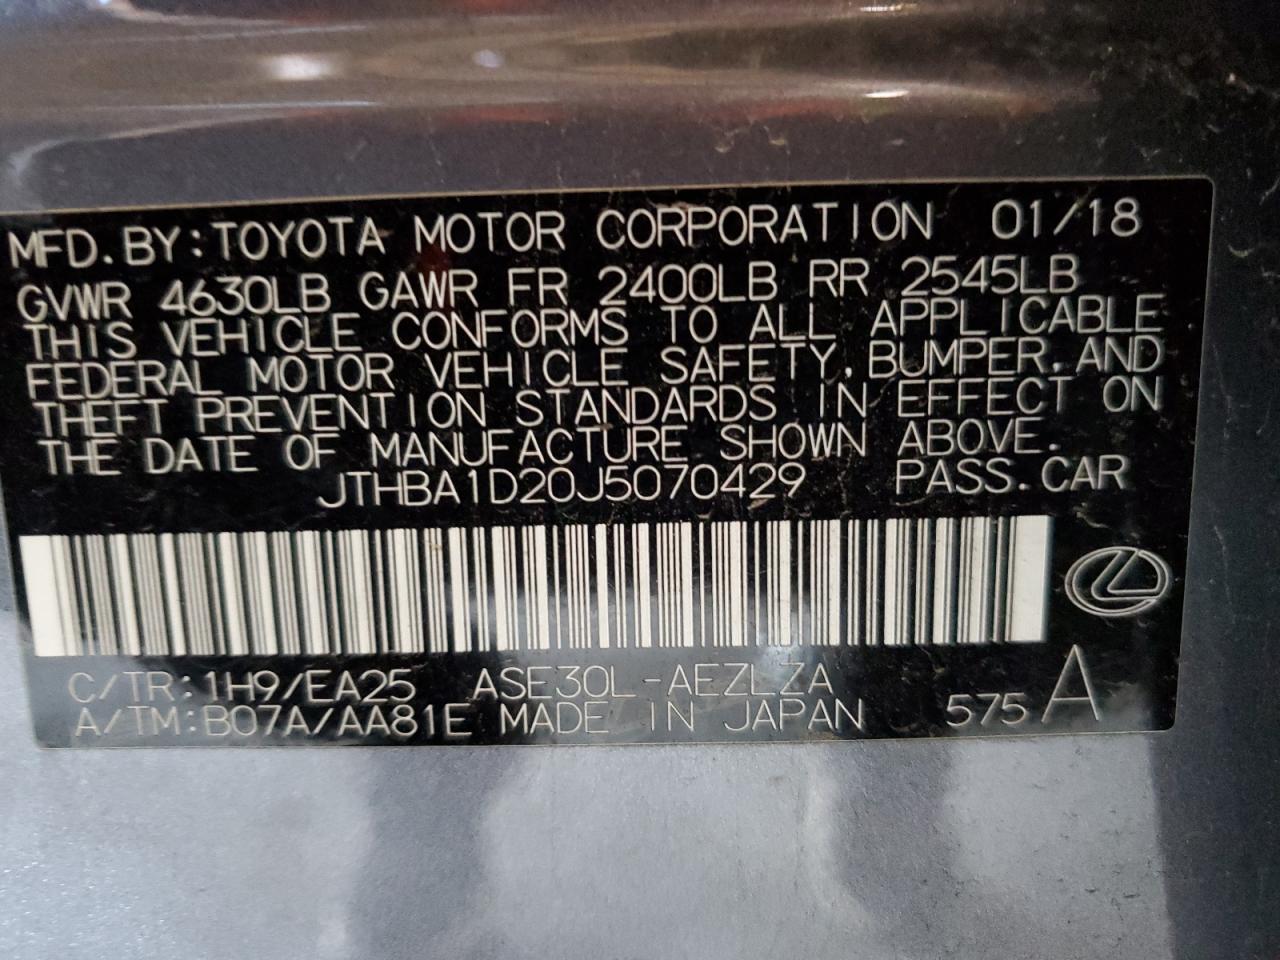 MFD.BY:TOYOTA MOTOR CORPORATION 01/18
GVWR 4630LB GAWR FR 2400LB RR 2545LB
THIS VEHICLE CONFORMS TO ALL APPLICABLE
FEDERAL MOTOR VEHICLE SAFETY,BUMPER,AND
THEFT PREVENTION STANDARDS IN EFFECT ON
THE DATE OF MANUFACTURE SHOWN ABOVE.
JTHBA1D20J5070429 PASS.CAR
C/TR:1H9/EA25 ASE30L-AEZLZA
A/TM:B07A/AA81E MADE IN JAPAN 575 A